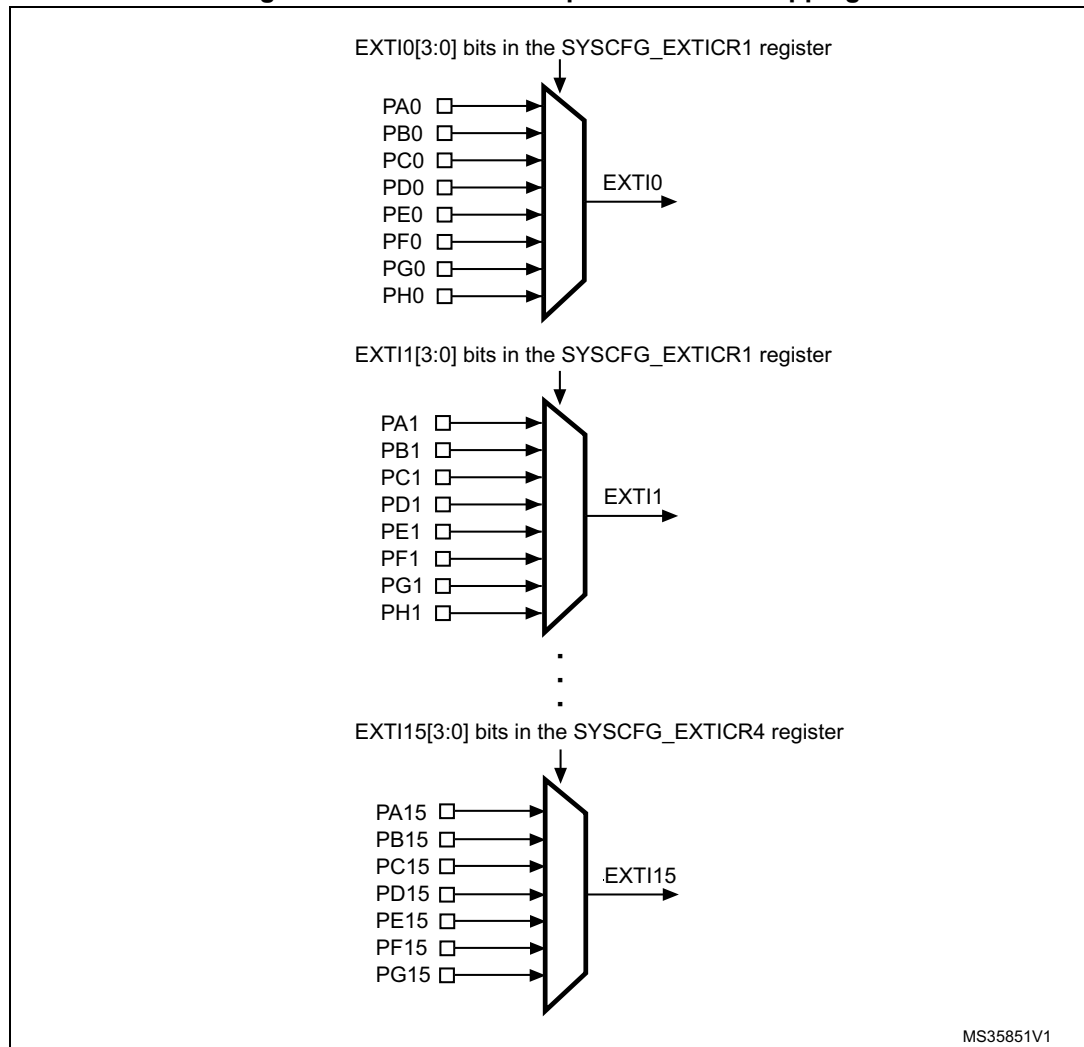 EXTI0[3:0] bits in the SYSCFG_EXTICR1 register
PA0
PB0
PC0
PD0
EXTI0
PE0
PF0
PG0
PH0
EXTI1[3:0] bits in the SYSCFG_EXTICR1 register
PA1
PB1
PC1
PD1
EXTI1
PE1
PF1
PG1
PH1
EXTI15[3:0] bits in the SYSCFG_EXTICR4 register
PA15
PB15
PC15
EXTI15
PD15
PE15
PF15
PG15
MS35851V1